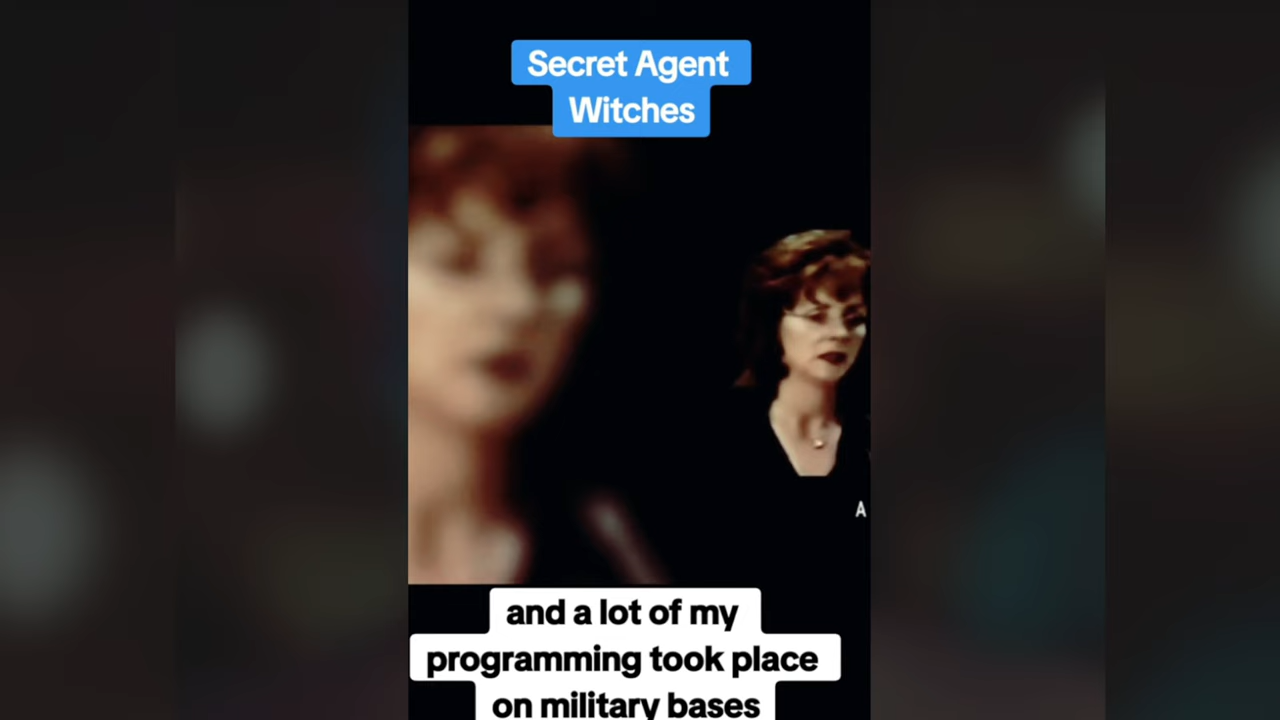 Secret Agent
Witches
A
and a lot of my
programming took place
on military bases